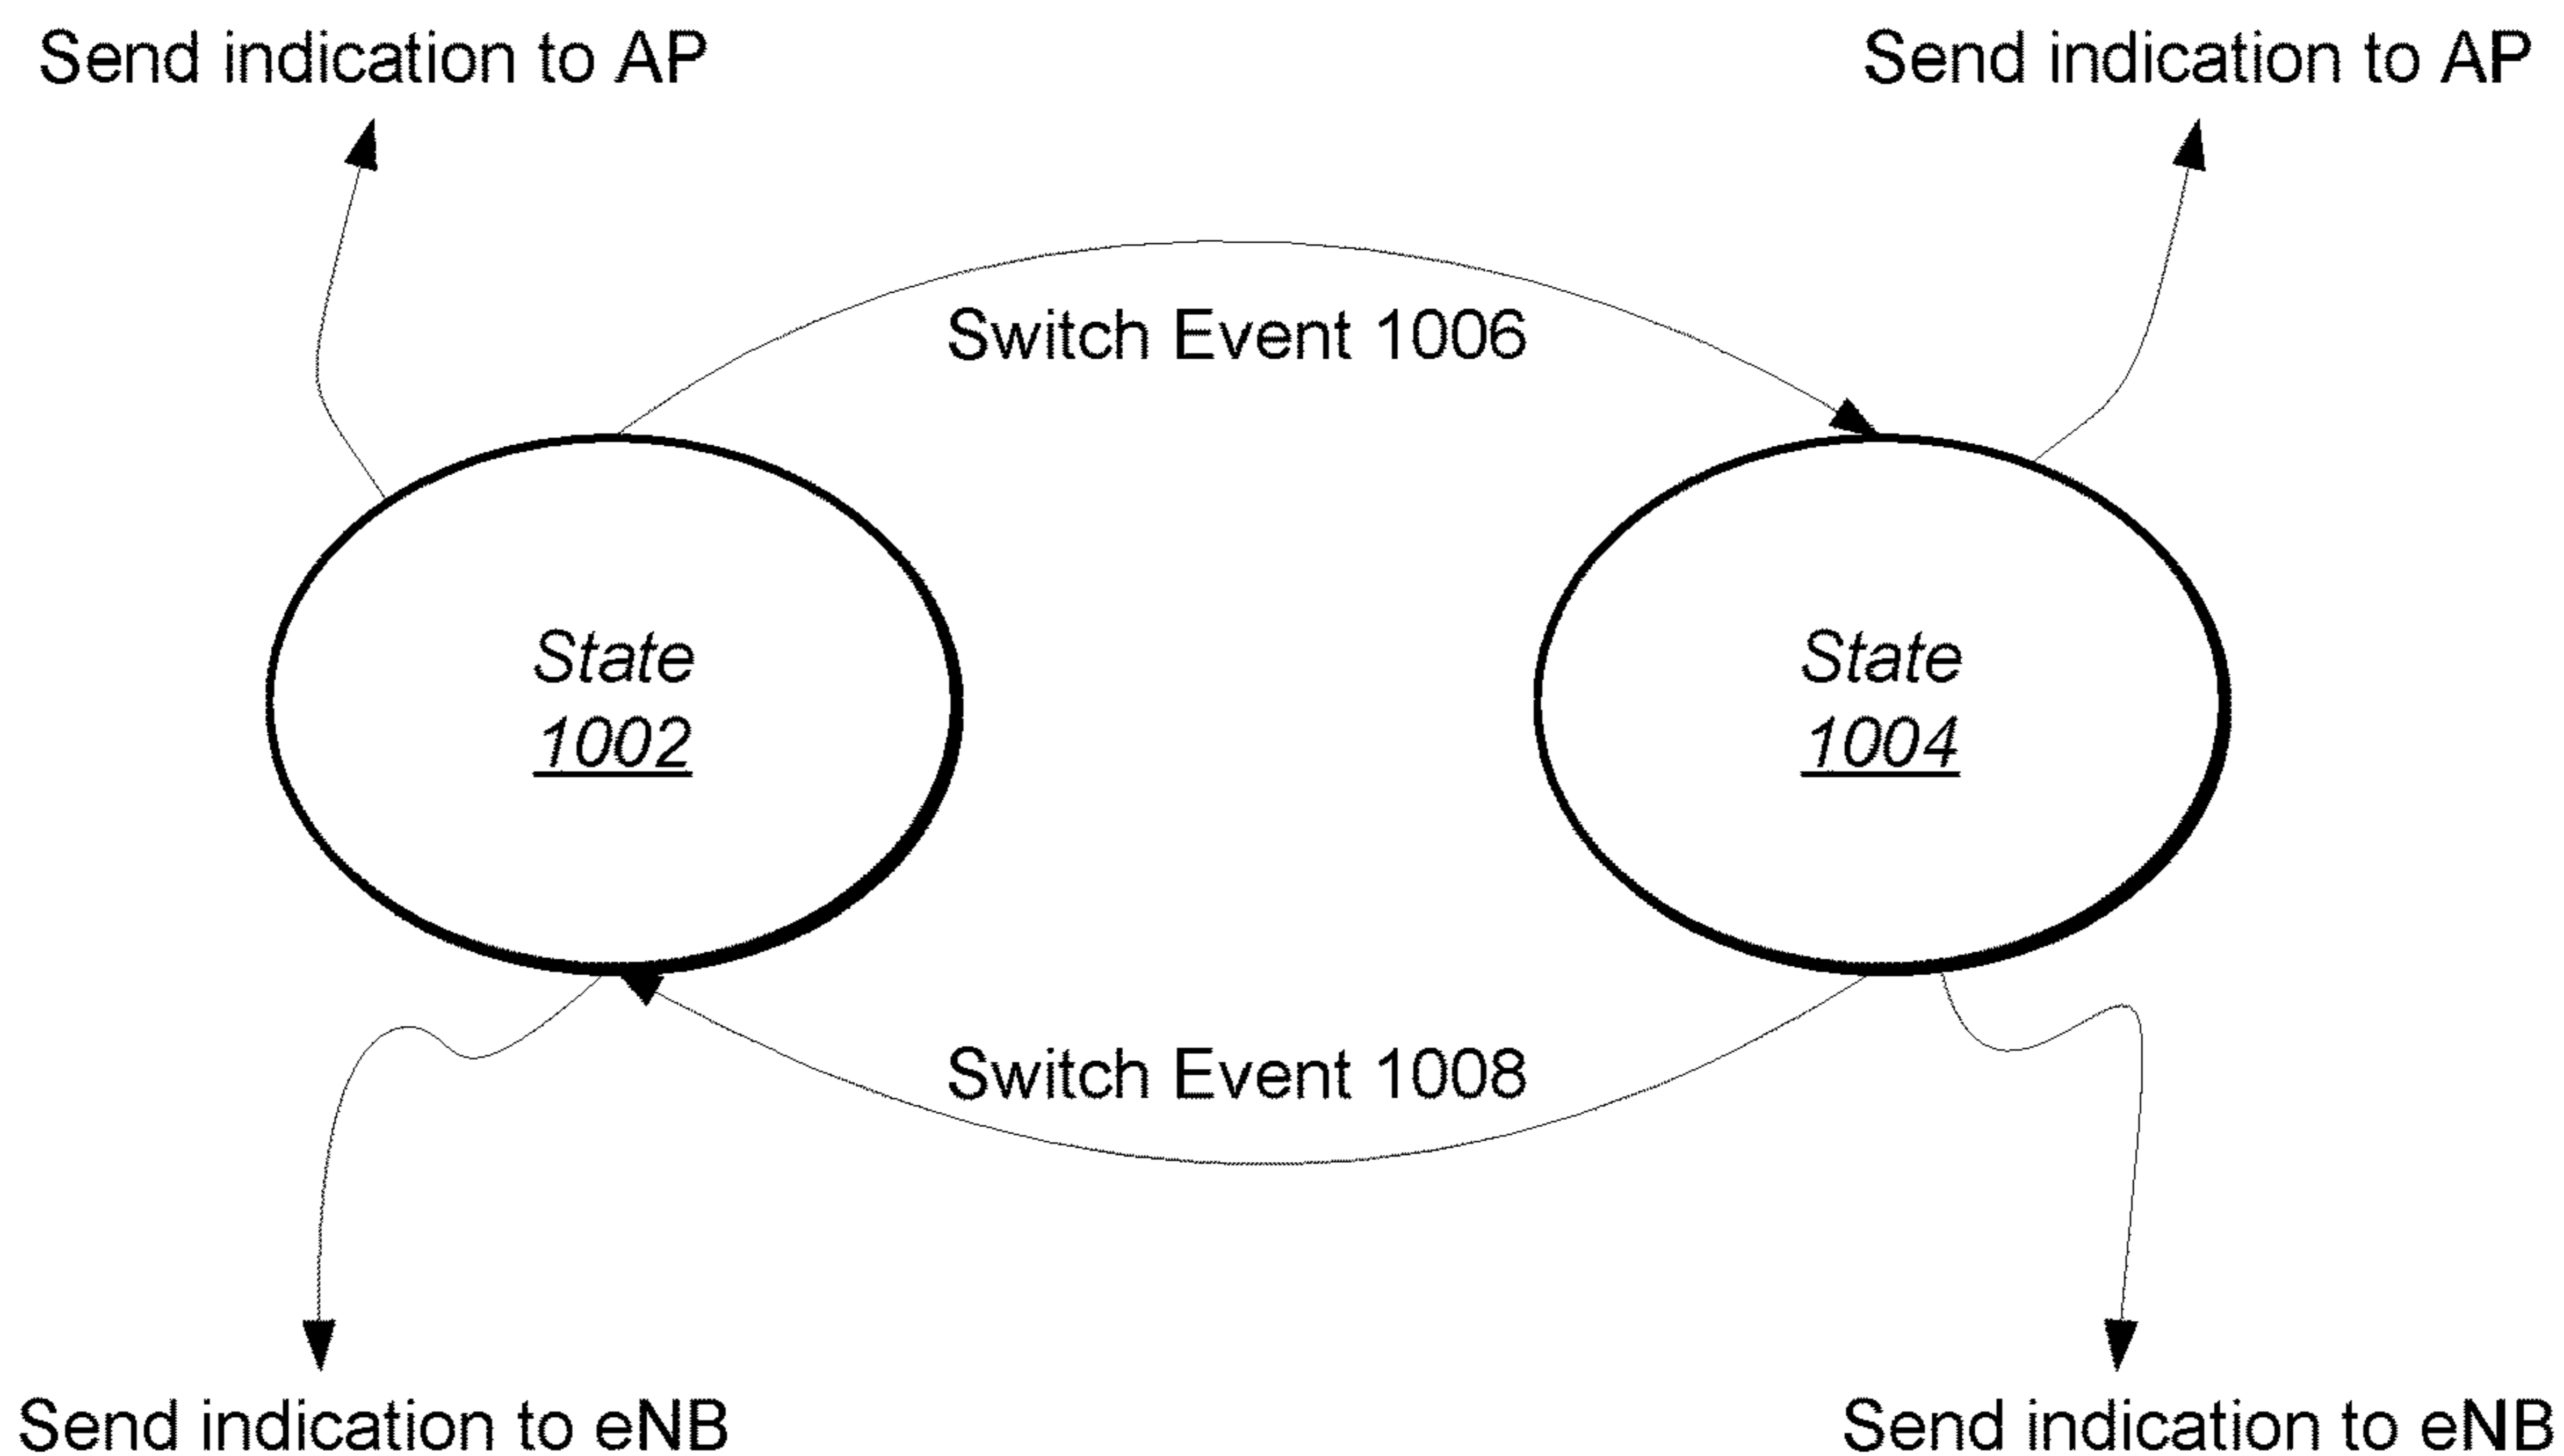 Send indication to AP
Send indication to AP
Switch Event 1006
State
1002
State
1004
Switch Event 1008
Send indication to eNB
Send indication to eNB